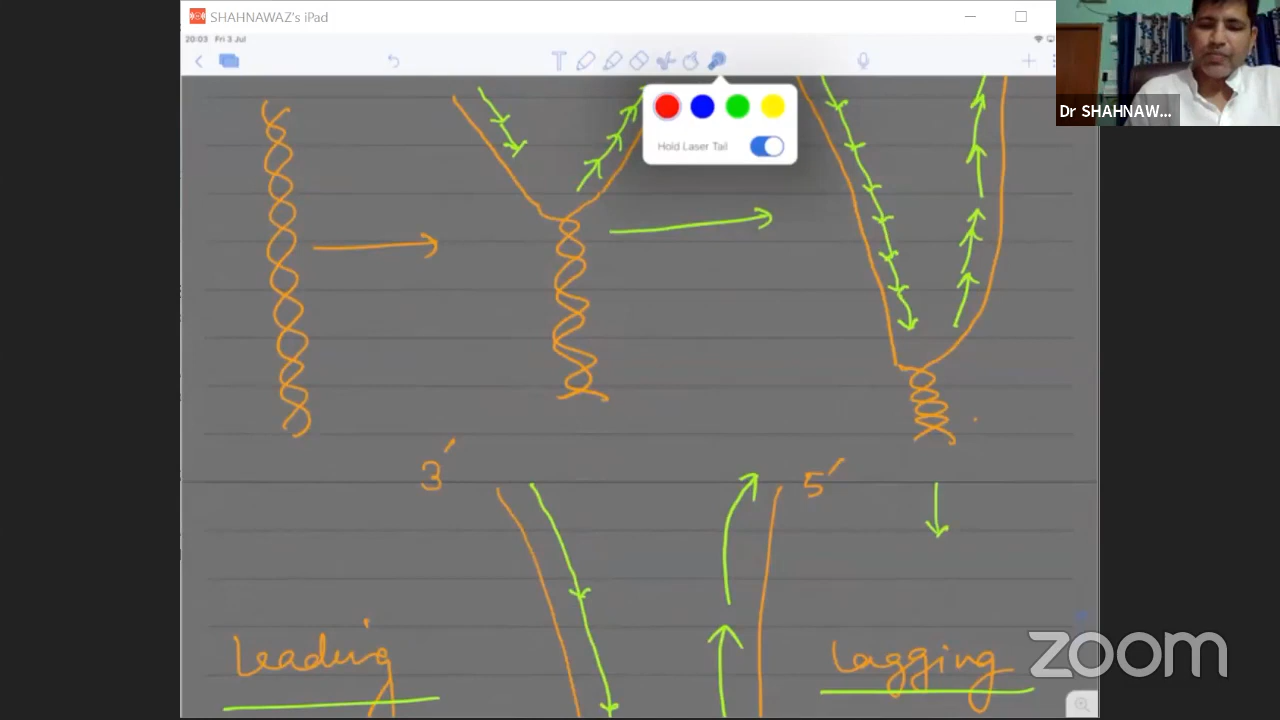 SHAHNAWAZ's iPad
20:03 Fri 3 Jul
T
Hold Laser Tail
Dr SHAHNAW...
3′
5′
Leading
Lagging
zoom